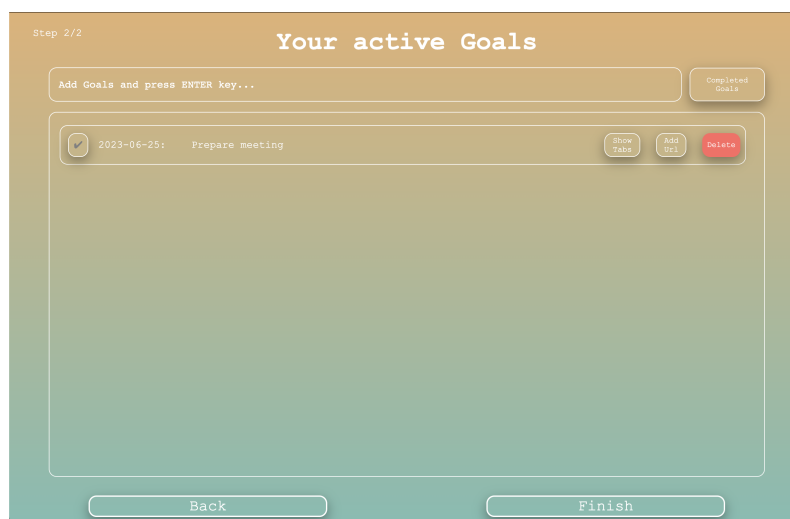 Step 2/2
Your active Goals
Add Goals and press ENTER key...
Completed
Goals
✔ 2023-06-25: Prepare meeting
Show
Tabs
Add
Url
Delete
Back
Finish